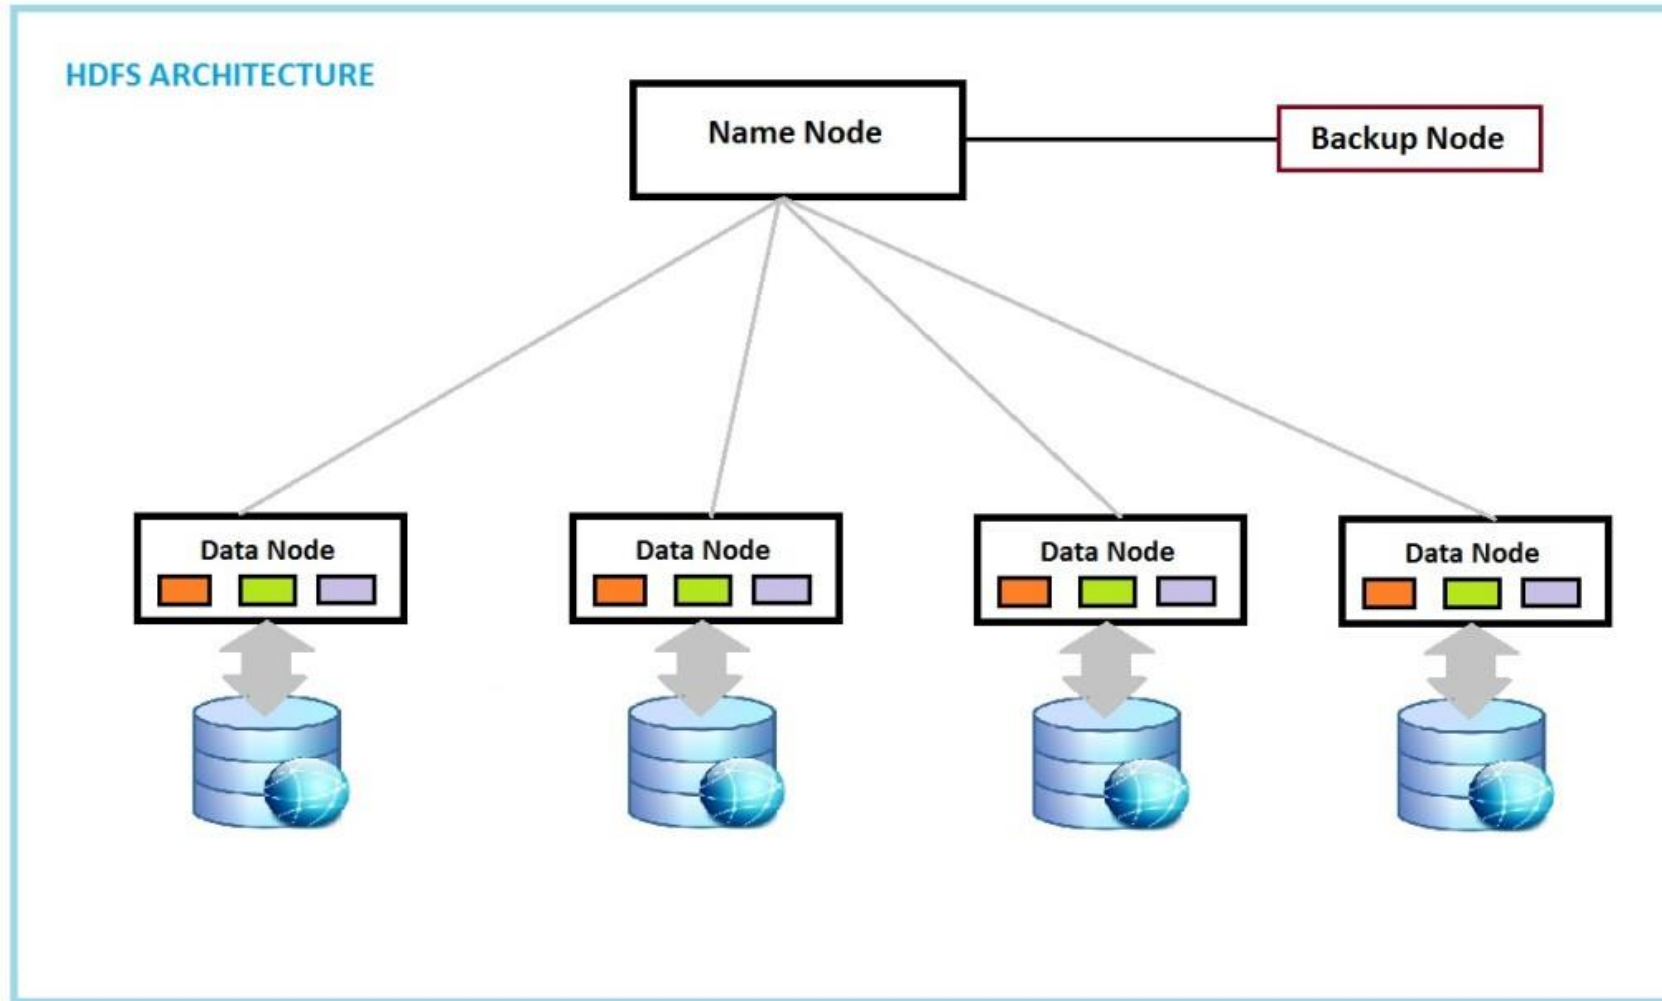 HDFS ARCHITECTURE
Name Node
Backup Node
Data Node
Data Node
Data Node
Data Node